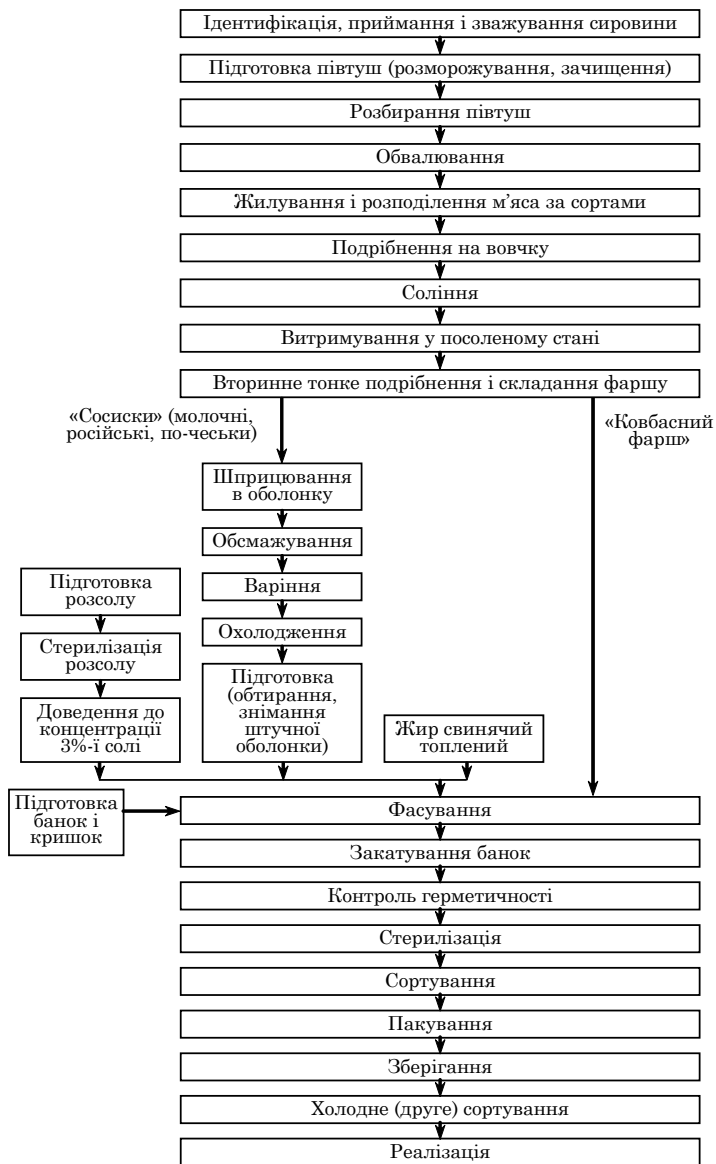 Ідентифікація, приймання і зважування сировини
Підготовка півтуш (розморожування, зачищення)
Розбирання півтуш
Обвалювання
Жилування і розподілення м’яса за сортами
Подрібнення на вовчку
Соління
Витримування у посоленому стані
Вторинне тонке подрібнення і складання фаршу
«Сосиски» (молочні,
російські, по-чеськи)
«Ковбасний
фарш»
Шприцювання
в оболонку
Обсмажування
Варіння
Охолодження
Підготовка
(обтирання,
знімання
штучної
оболонки)
Підготовка
розсолу
Стерилізація
розсолу
Доведення до
концентрації
3%-ї солі
Жир свинячий
топлений
Підготовка
банок і
кришок
Фасування
Закатування банок
Контроль герметичності
Стерилізація
Сортування
Пакування
Зберігання
Холодне (друге) сортування
Реалізація